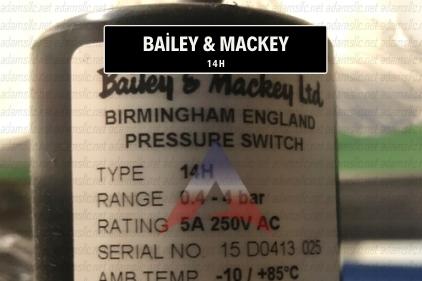 BAİLEY & MACKEY
14H
Bailey & Mackey Ltd
BIRMINGHAM ENGLAND
PRESSURE SWITCH
TYPE 14H
RANGE 0.4 - 4 bar
RATING 5A 250V AC
SERIAL NO. 15 D0413 025
AMB TEMP -10 / +85°C